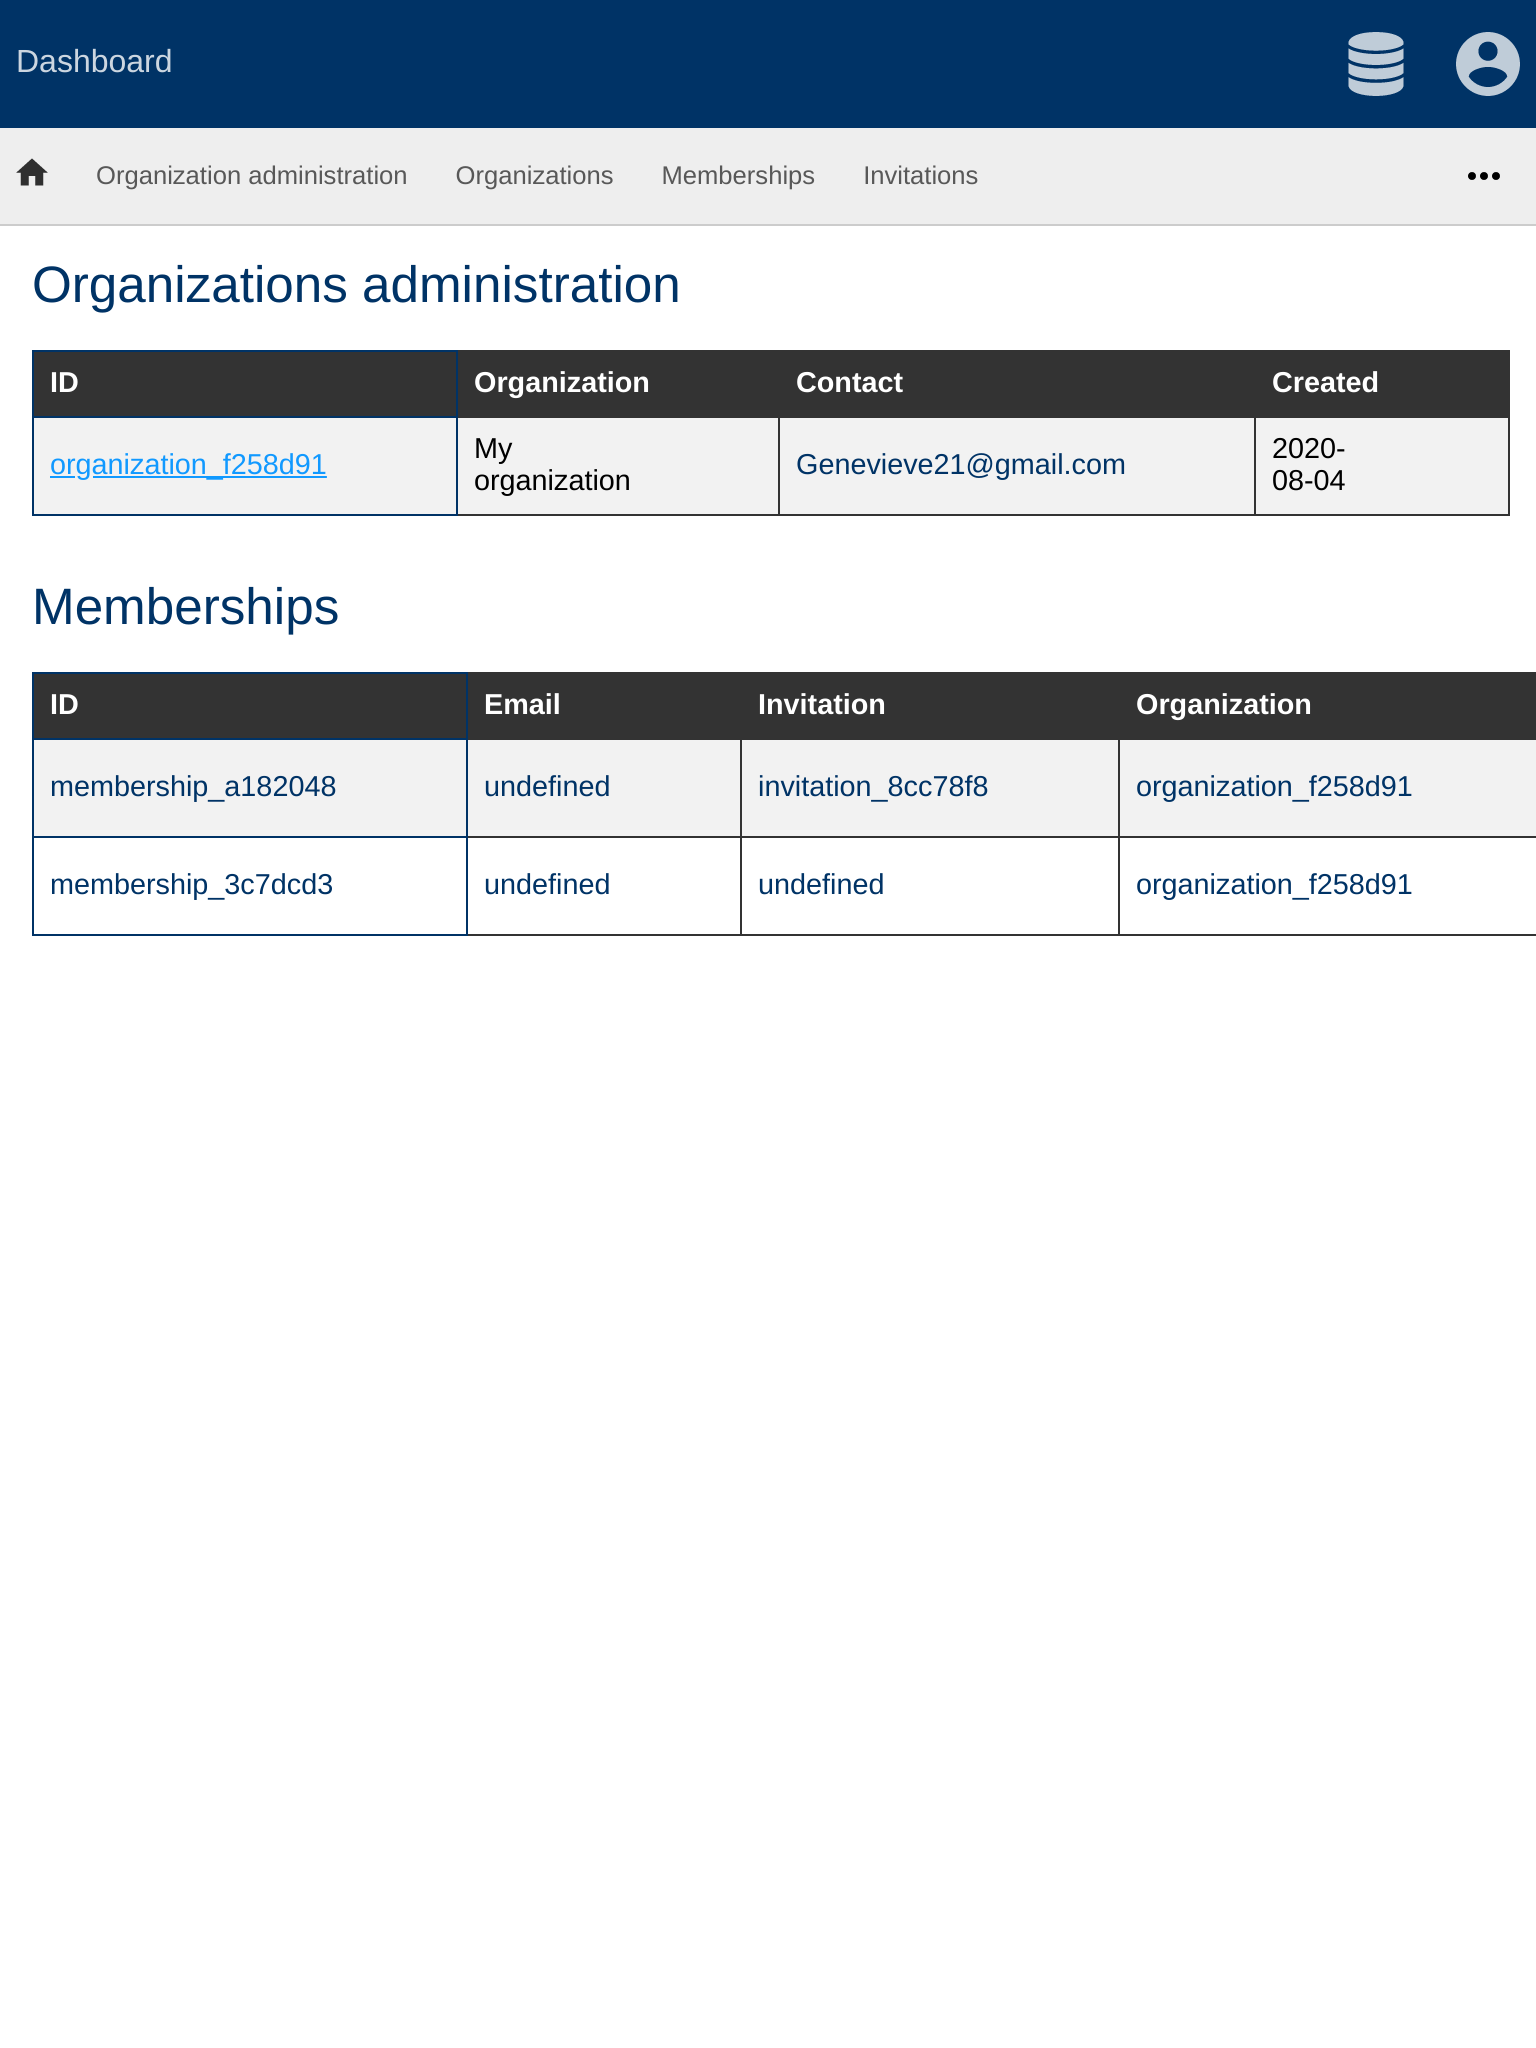 Dashboard
Organization administration Organizations Memberships Invitations
Organizations administration
ID Organization Contact Created
organization_f258d91 My organization Genevieve21@gmail.com 2020-08-04
Memberships
ID Email Invitation Organization
membership_a182048 undefined invitation_8cc78f8 organization_f258d91
membership_3c7dcd3 undefined undefined organization_f258d91